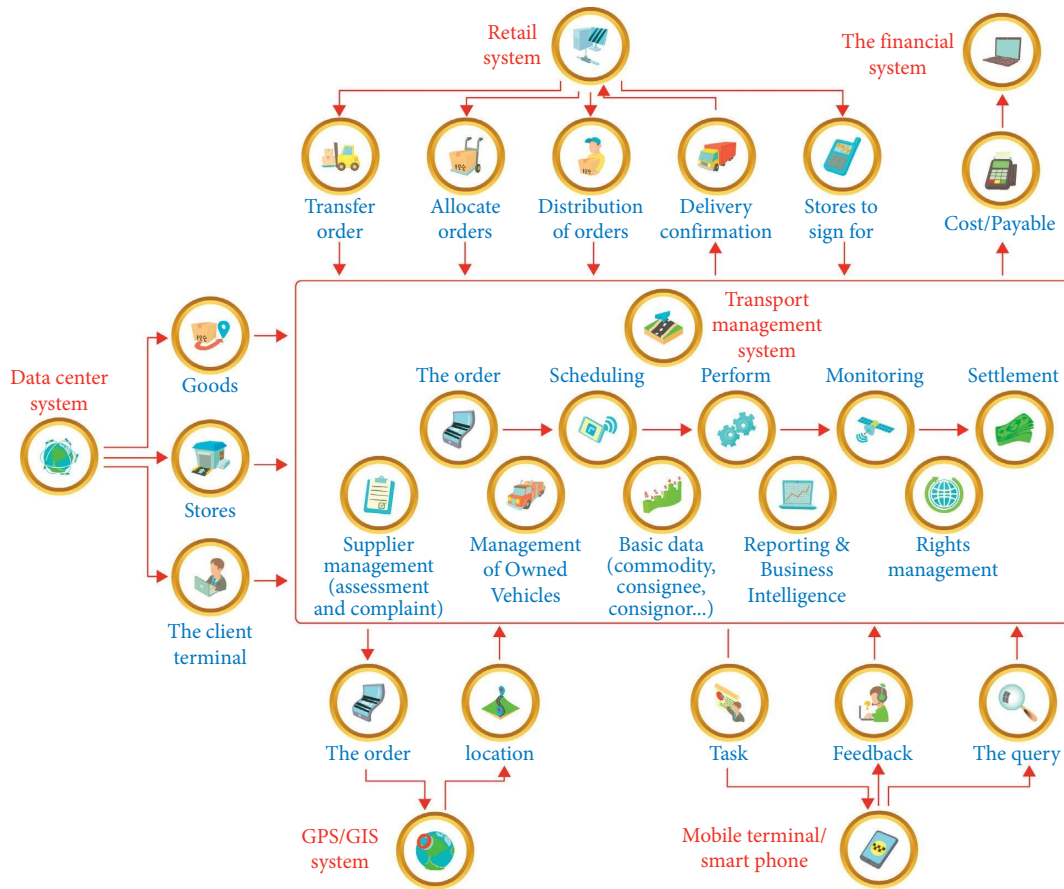 Retail
system
The financial
system
Transfer
order
Allocate
orders
Distribution
of orders
Delivery
confirmation
Stores to
sign for
Cost/Payable
Transport
management
system
Data center
system
Goods
Stores
The client
terminal
The order
Scheduling
Perform
Monitoring
Settlement
Supplier
management
(assessment
and complaint)
Management
of Owned
Vehicles
Basic data
(commodity,
consignee,
consignor...)
Reporting &
Business
Intelligence
Rights
management
The order
location
Task
Feedback
The query
GPS/GIS
system
Mobile terminal/
smart phone